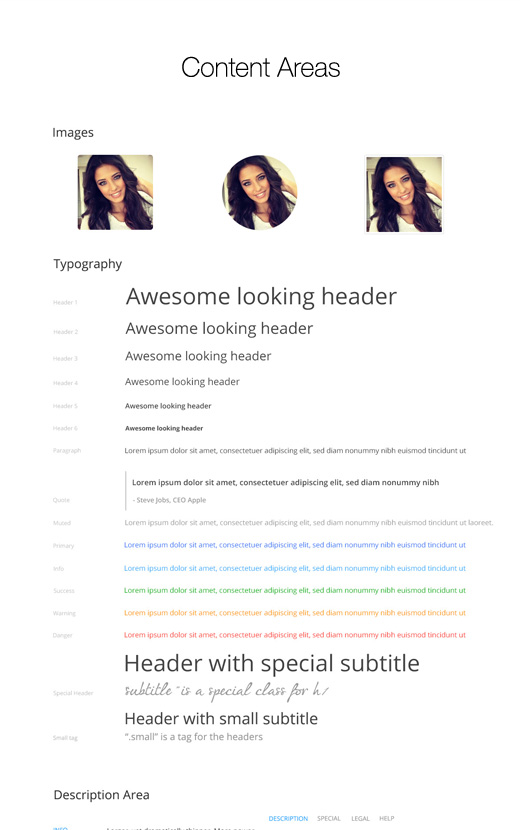 Content Areas
Images
Typography
Header 1 Awesome looking header
Header 2 Awesome looking header
Header 3 Awesome looking header
Header 4 Awesome looking header
Header 5 Awesome looking header
Header 6 Awesome looking header
Paragraph Lorem ipsum dolor sit amet, consectetuer adipiscing elit, sed diam nonummy nibh euismod tincidunt ut
Lorem ipsum dolor sit amet, consectetuer adipiscing elit, sed diam nonummy nibh
Quote - Steve Jobs, CEO Apple
Muted Lorem ipsum dolor sit amet, consectetuer adipiscing elit, sed diam nonummy nibh euismod tincidunt ut laoreet.
Primary Lorem ipsum dolor sit amet, consectetuer adipiscing elit, sed diam nonummy nibh euismod tincidunt ut
Info Lorem ipsum dolor sit amet, consectetuer adipiscing elit, sed diam nonummy nibh euismod tincidunt ut
Success Lorem ipsum dolor sit amet, consectetuer adipiscing elit, sed diam nonummy nibh euismod tincidunt ut
Warning Lorem ipsum dolor sit amet, consectetuer adipiscing elit, sed diam nonummy nibh euismod tincidunt ut
Danger Lorem ipsum dolor sit amet, consectetuer adipiscing elit, sed diam nonummy nibh euismod tincidunt ut
Header with special subtitle
Special Header subtitle "is a special class for h/
Header with small subtitle
Small tag ".small" is a tag for the headers
Description Area
DESCRIPTION SPECIAL LEGAL HELP